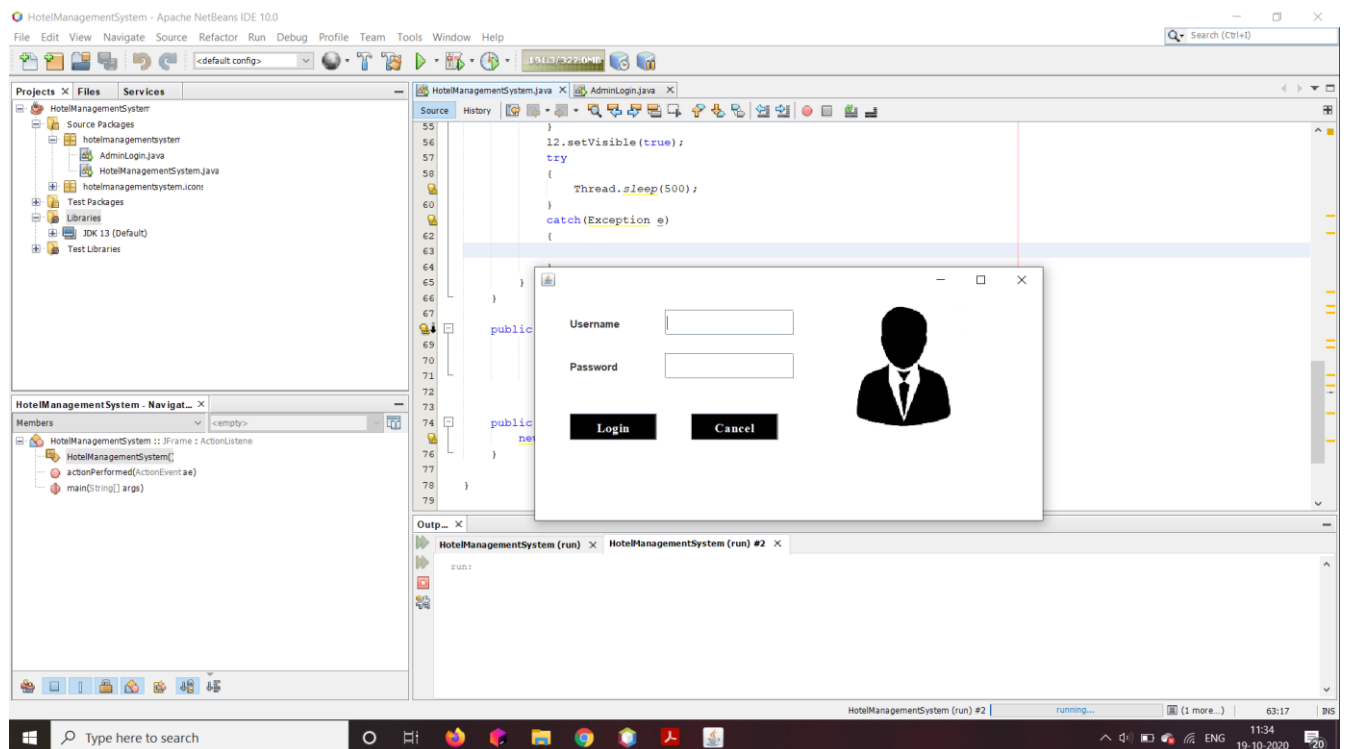 HotelManagementSystem - Apache NetBeans IDE 10.0
File Edit View Navigate Source Refactor Run Debug Profile Team Tools Window Help
Search (Ctrl+I)
<default config>
Projects Files Services
HotelManagementSystem.java AdminLogin.java
Source History
HotelManagementSystem
Source Packages
hotelmanagementsystem
AdminLogin.java
HotelManagementSystem.java
hotelmanagementsystem.icons
Test Packages
Libraries
JDK 13 (Default)
Test Libraries
55 }
56 l2.setVisible(true);
57 try
58 {
Thread.sleep(500);
60 }
catch(Exception e)
62 {
63
64 }
65 }
66 }
67
public
69
70
71
72
73
74 public
new
76 }
77
78 }
79
Username
Password
Login Cancel
HotelManagementSystem - Navigat...
Members <empty>
HotelManagementSystem :: JFrame : ActionListene
HotelManagementSystem()
actionPerformed(ActionEvent ae)
main(String[] args)
Outp...
HotelManagementSystem (run) HotelManagementSystem (run) #2
run:
HotelManagementSystem (run) #2 running... (1 more...) 63:17 INS
Type here to search
ENG
11:34
19-10-2020
20